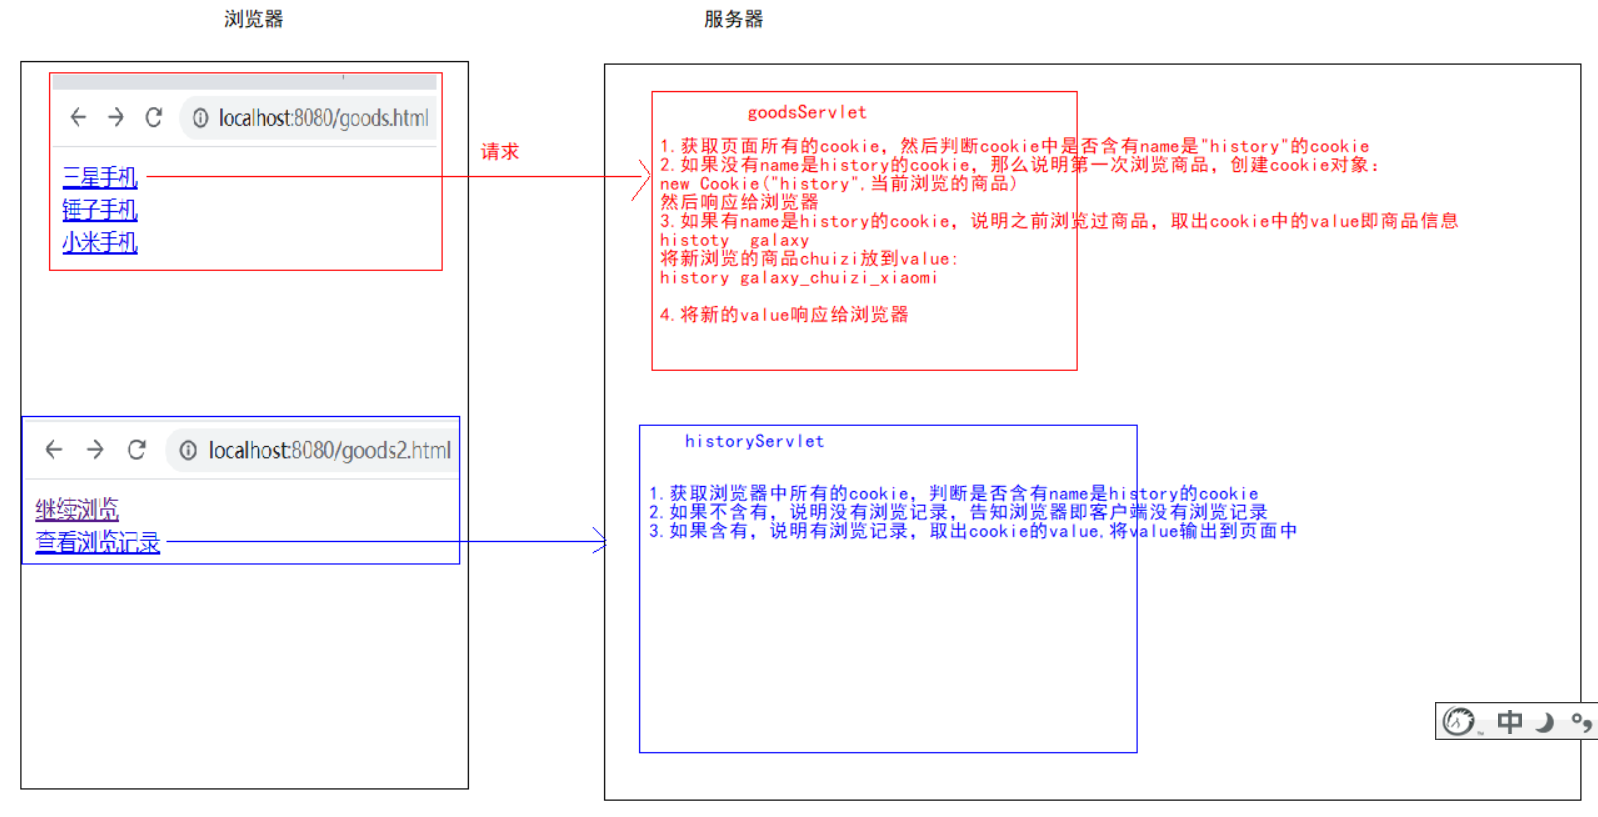 浏览器
服务器
localhost:8080/goods.html
三星手机
锤子手机
小米手机
请求
goodsServlet
1.获取页面所有的cookie，然后判断cookie中是否含有name是"history"的cookie
2.如果没有name是history的cookie，那么说明第一次浏览商品，创建cookie对象：
new Cookie("history",当前浏览的商品)
然后响应给浏览器
3.如果有name是history的cookie，说明之前浏览过商品，取出cookie中的value即商品信息
histoty  galaxy
将新浏览的商品chuizi放到value:
history galaxy_chuizi_xiaomi
4.将新的value响应给浏览器
localhost:8080/goods2.html
继续浏览
查看浏览记录
historyServlet
1.获取浏览器中所有的cookie，判断是否含有name是history的cookie
2.如果不含有，说明没有浏览记录，告知浏览器即客户端没有浏览记录
3.如果含有，说明有浏览记录，取出cookie的value,将value输出到页面中
中